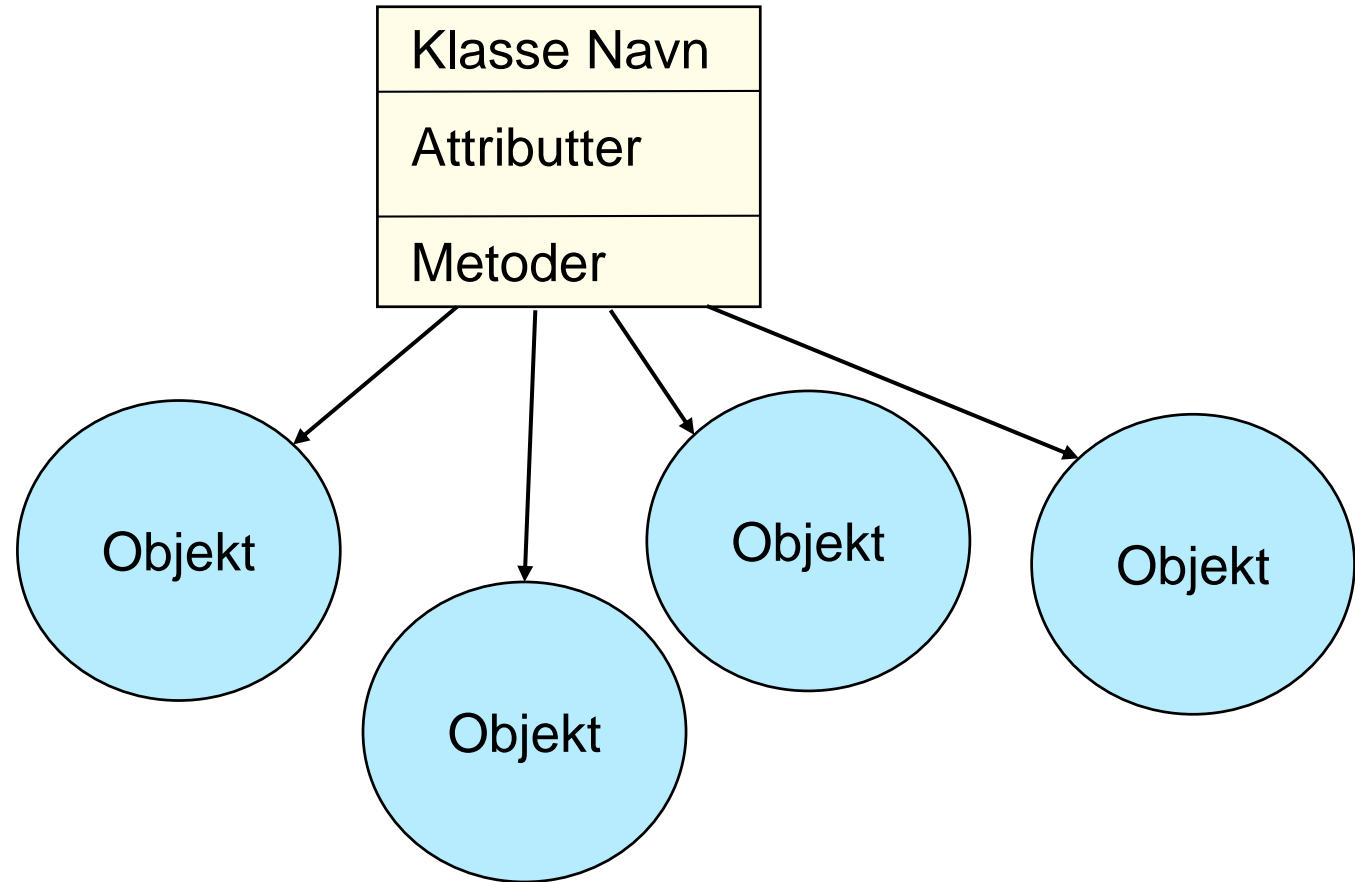 Klasse Navn
Attributter
Metoder
Objekt
Objekt
Objekt
Objekt